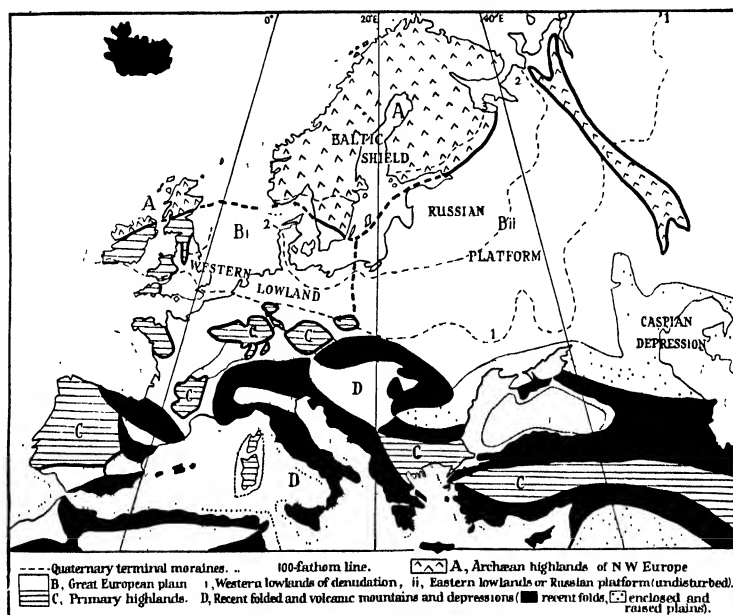 0° 20°E 40°E 1
2
A
BALTIC
SHIELD
A
RUSSIAN
Bi 2 Bii
WESTERN PLATFORM
LOWLAND
1 CASPIAN
DEPRESSION
C C
D
C
C C
C
D
---- Quaternary terminal moraines. .. 100-fathom line. A, Archæan highlands of N W Europe
B, Great European plain i, Western lowlands of denudation, ii, Eastern lowlands or Russian platform (undisturbed).
C, Primary highlands. D, Recent folded and volcanic mountains and depressions (recent folds, enclosed and
raised plains).